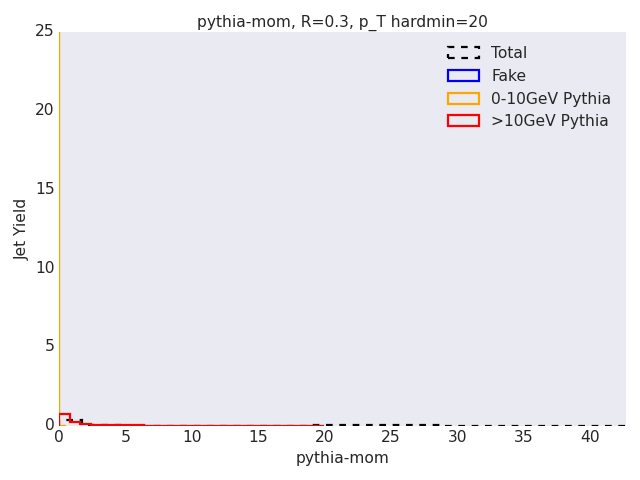 pythia-mom, R=0.3, p_T hardmin=20
25
20
15
10
5
0
Jet Yield
Total
Fake
0-10GeV Pythia
>10GeV Pythia
0 5 10 15 20 25 30 35 40
pythia-mom